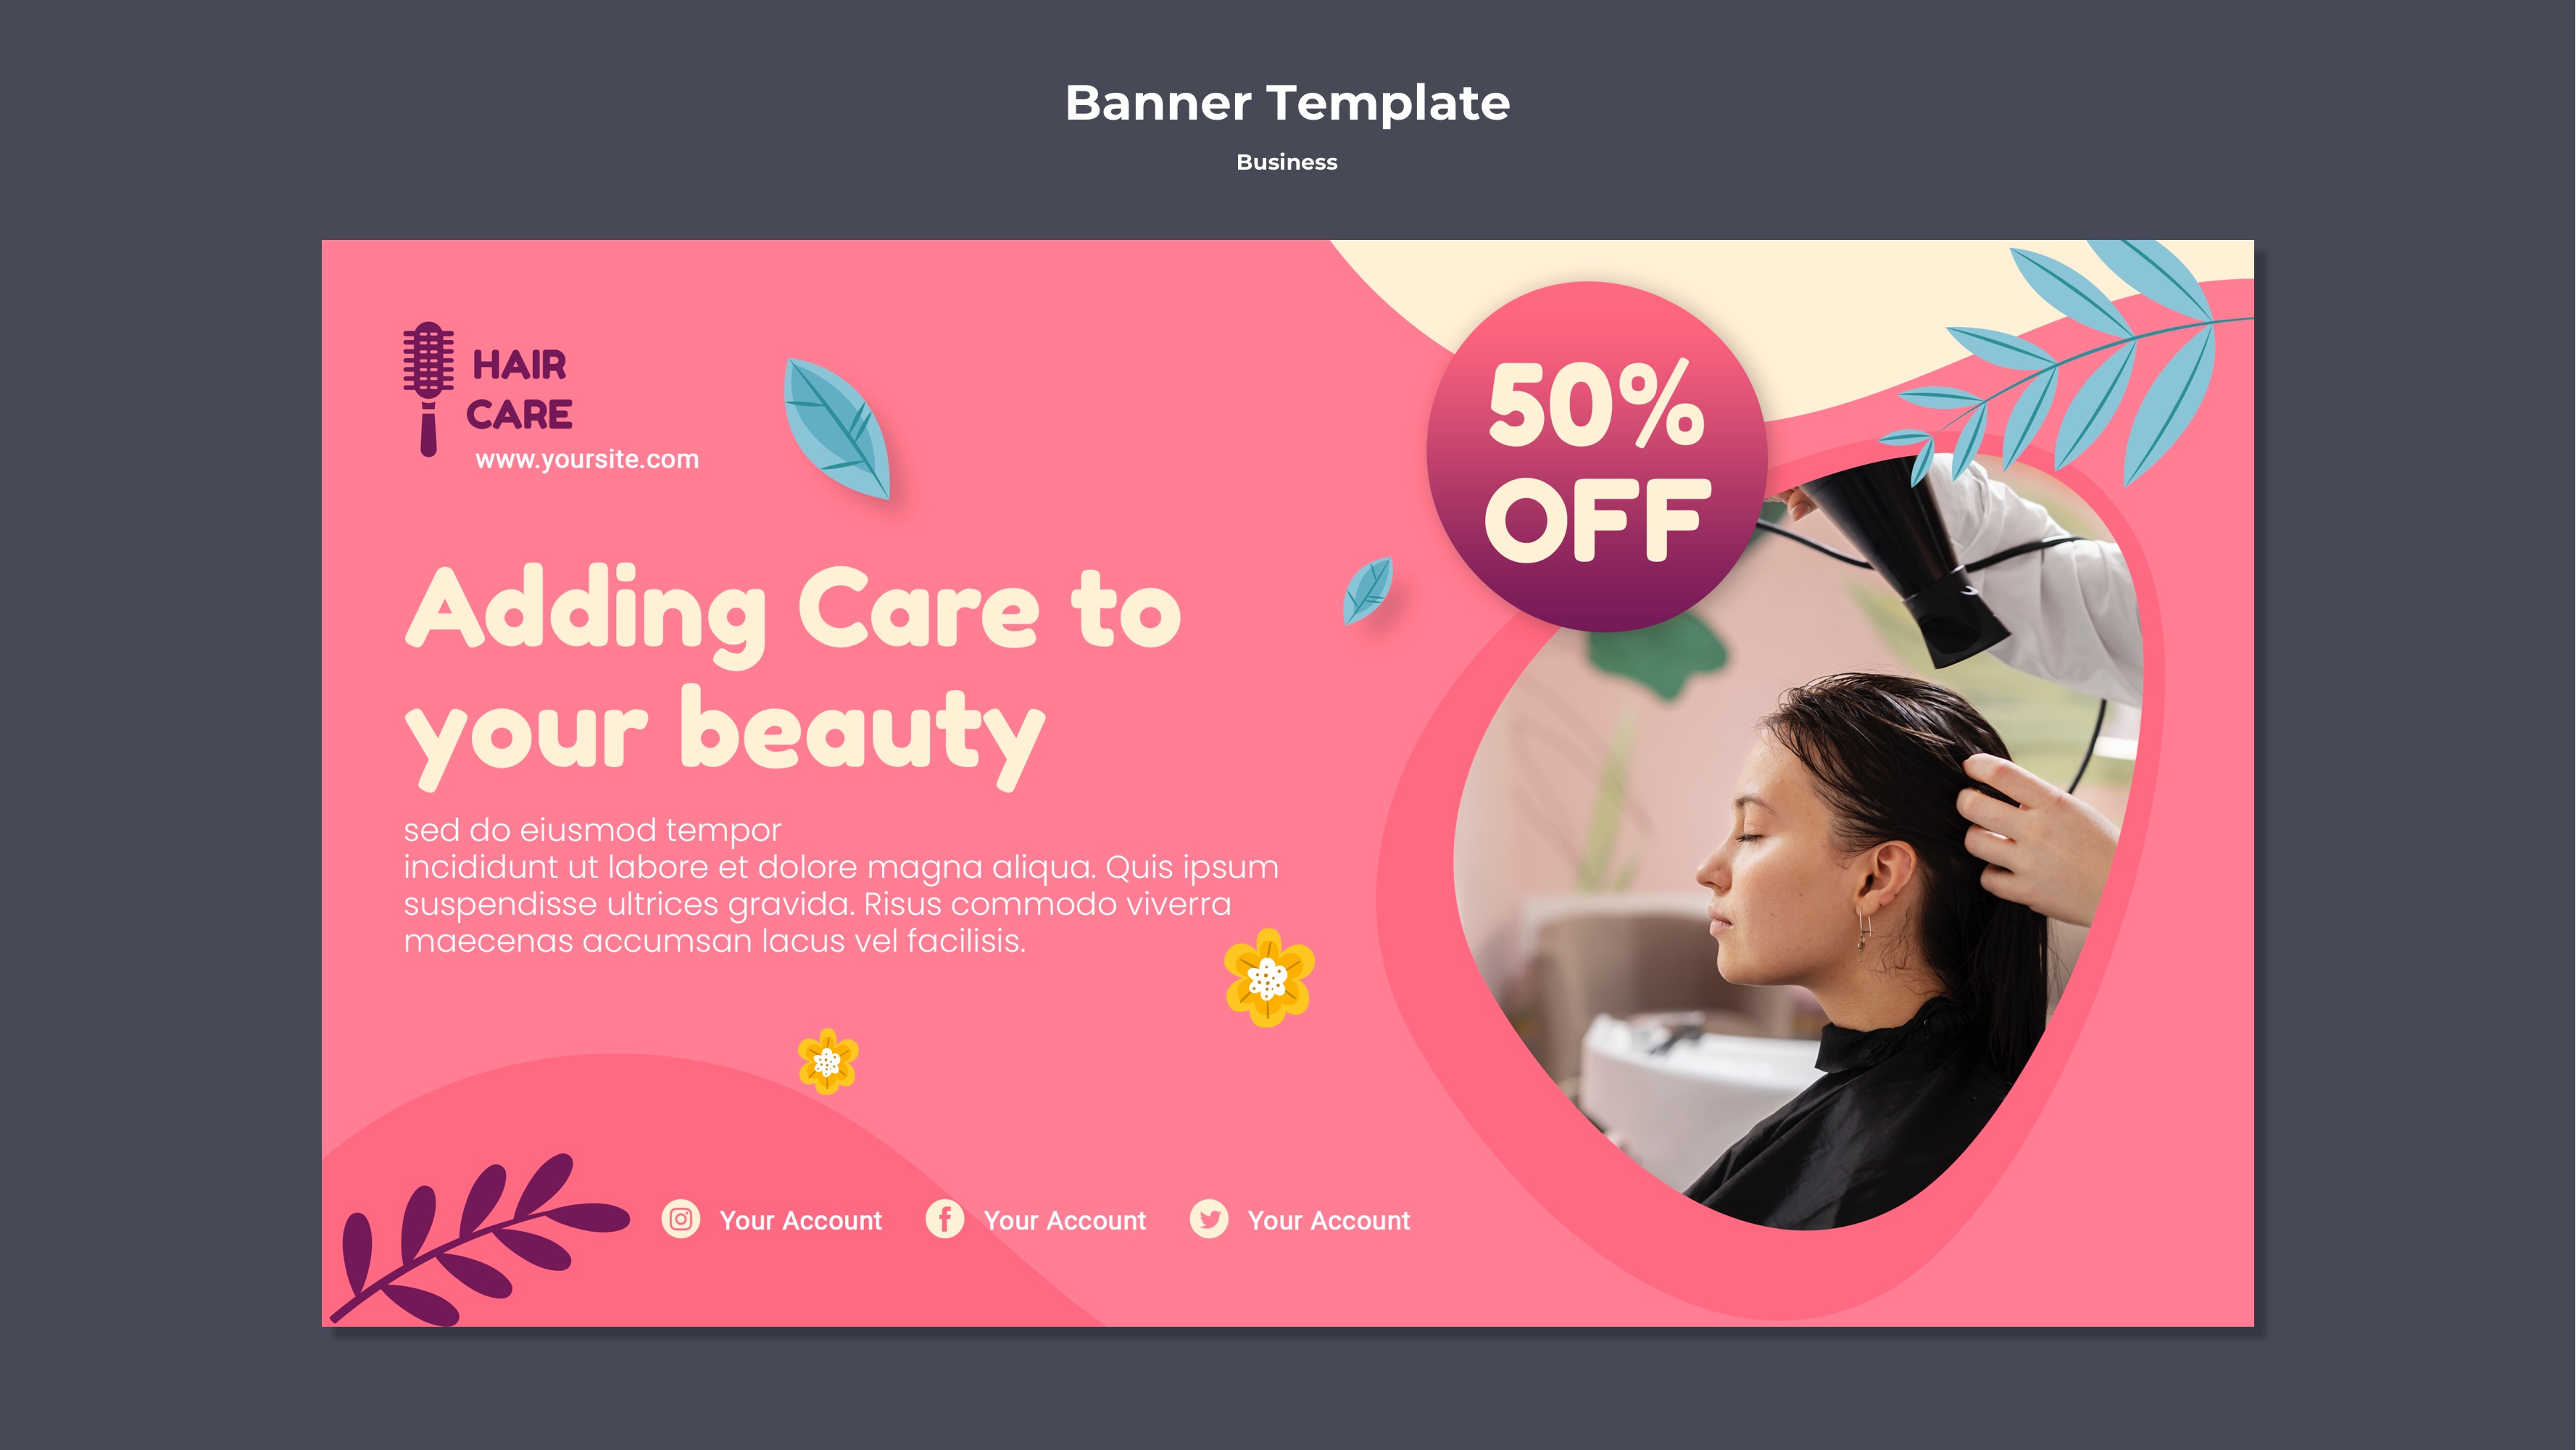 Banner Template
Business
HAIR
CARE
www.yoursite.com
50%
OFF
Adding Care to
your beauty
sed do eiusmod tempor
incididunt ut labore et dolore magna aliqua. Quis ipsum
suspendisse ultrices gravida. Risus commodo viverra
maecenas accumsan lacus vel facilisis.
Your Account Your Account Your Account